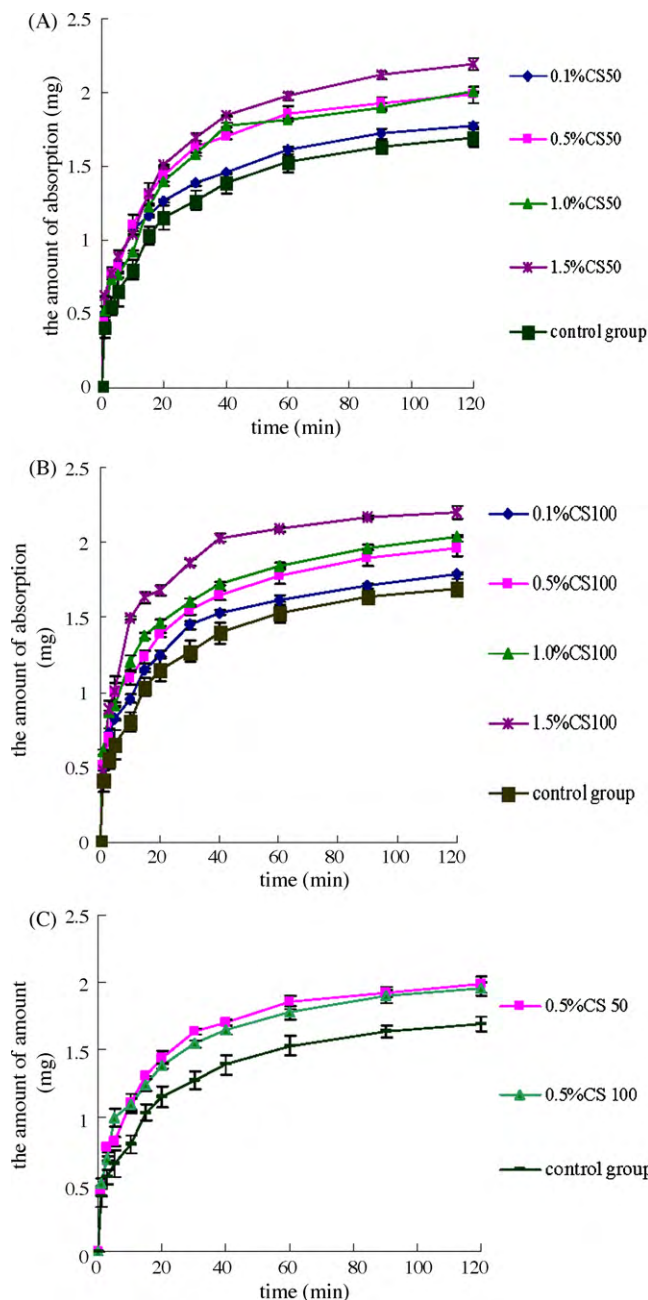 (A)
2.5
2
1.5
1
0.5
0
0 20 40 60 80 100 120
the amount of absorption (mg)
time (min)
0.1%CS50
0.5%CS50
1.0%CS50
1.5%CS50
control group
(B)
2.5
2
1.5
1
0.5
0
0 20 40 60 80 100 120
the amount of absorption
(mg)
time (min)
0.1%CS100
0.5%CS100
1.0%CS100
1.5%CS100
control group
(C)
2.5
2
1.5
1
0.5
0
0 20 40 60 80 100 120
the amount of amount
(mg)
time (min)
0.5%CS 50
0.5%CS 100
control group